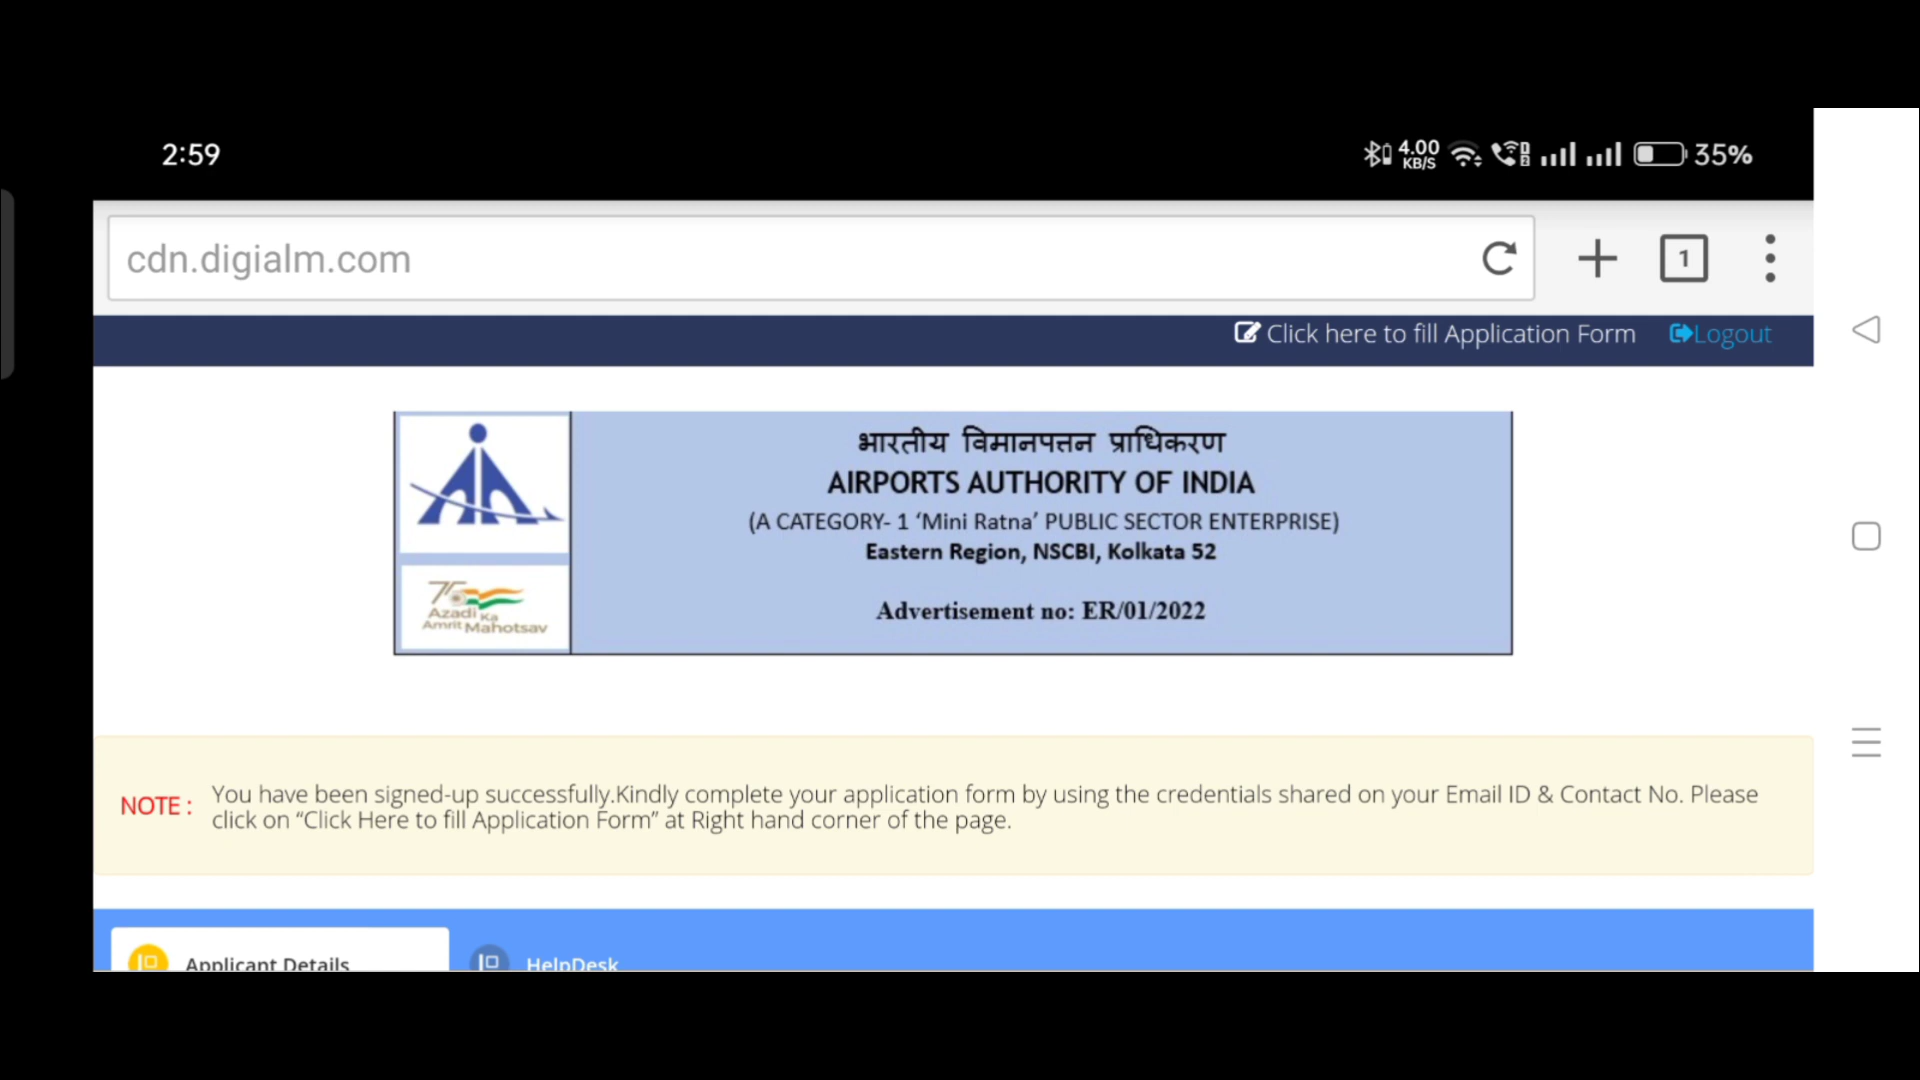 2:59
4.00
KB/S
35%
cdn.digialm.com
1
Click here to fill Application Form
Logout
भारतीय विमानपत्तन प्राधिकरण
AIRPORTS AUTHORITY OF INDIA
(A CATEGORY- 1 ‘Mini Ratna’ PUBLIC SECTOR ENTERPRISE)
Eastern Region, NSCBI, Kolkata 52
Advertisement no: ER/01/2022
75
Azadi Ka
Amrit Mahotsav
NOTE :
You have been signed-up successfully.Kindly complete your application form by using the credentials shared on your Email ID & Contact No. Please
click on “Click Here to fill Application Form” at Right hand corner of the page.
Applicant Details
HelpDesk